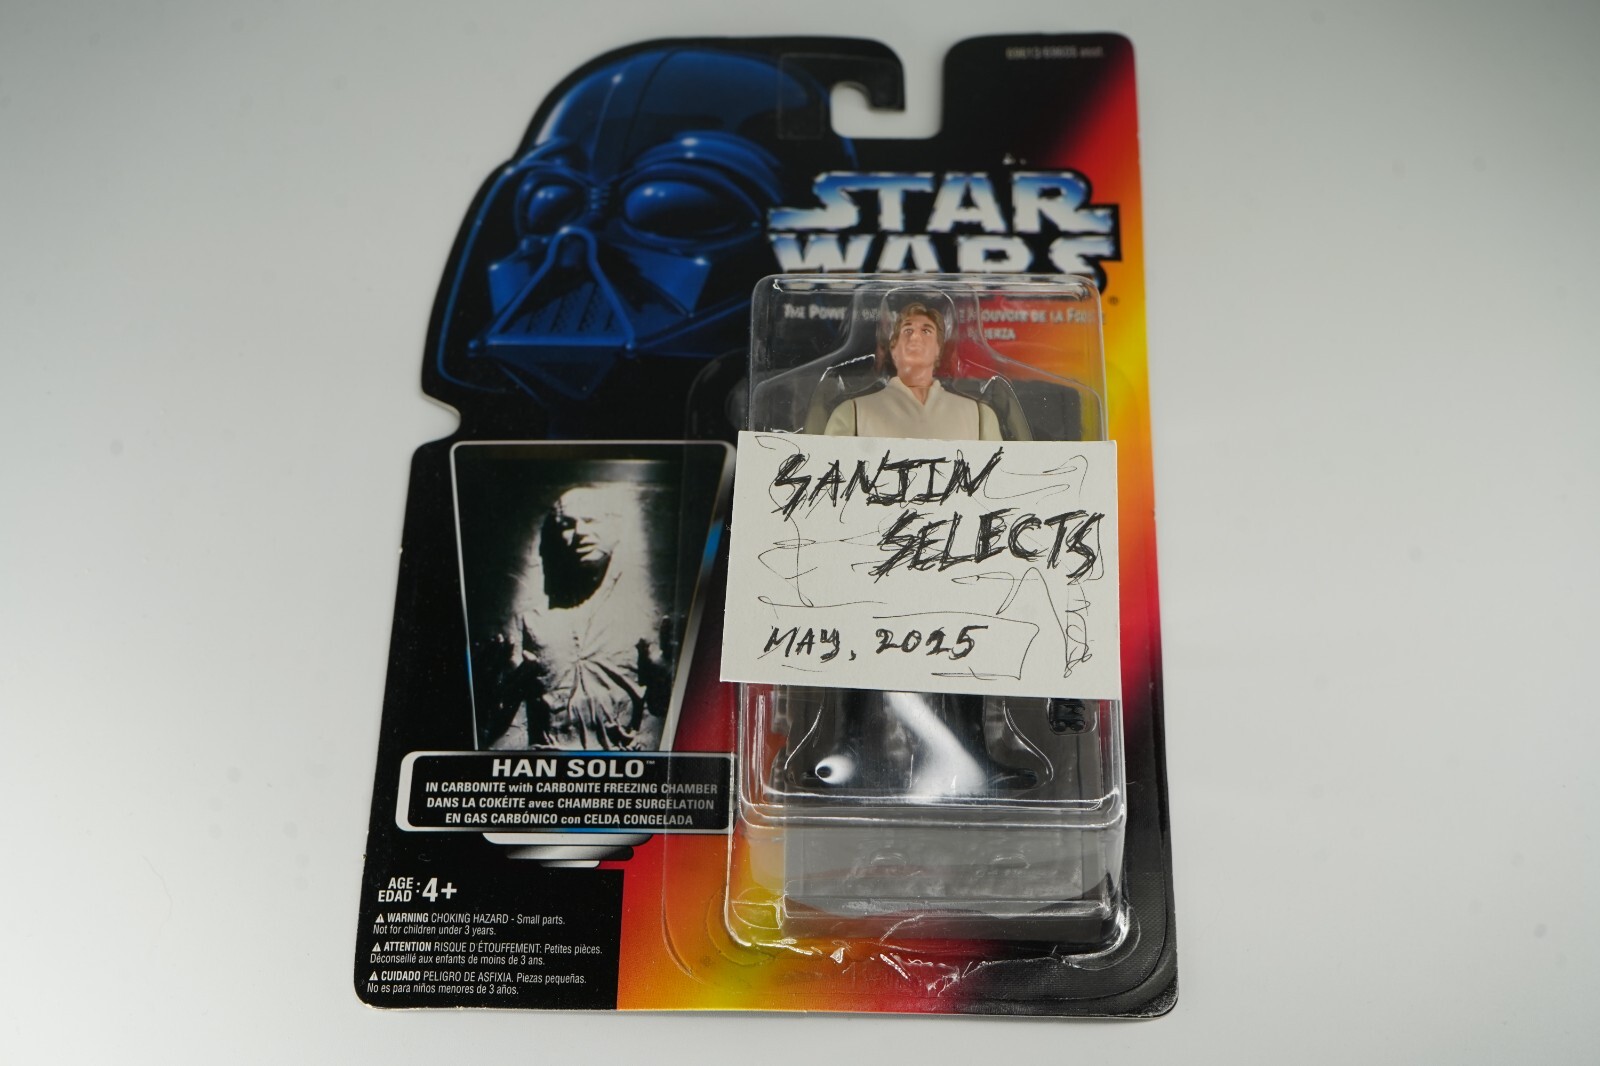 STAR
WARS
SANJIN
SELECTS
MAY, 2025
HAN SOLO™
IN CARBONITE with CARBONITE FREEZING CHAMBER
DANS LA COKÉITE avec CHAMBRE DE SURGÉLATION
EN GAS CARBÓNICO con CELDA CONGELADA
AGE
EDAD : 4+
⚠ WARNING CHOKING HAZARD - Small parts.
Not for children under 3 years.
⚠ ATTENTION RISQUE D'ÉTOUFFEMENT: Petites pièces.
Déconseillé aux enfants de moins de 3 ans.
⚠ CUIDADO PELIGRO DE ASFIXIA. Piezas pequeñas.
No es para niños menores de 3 años.